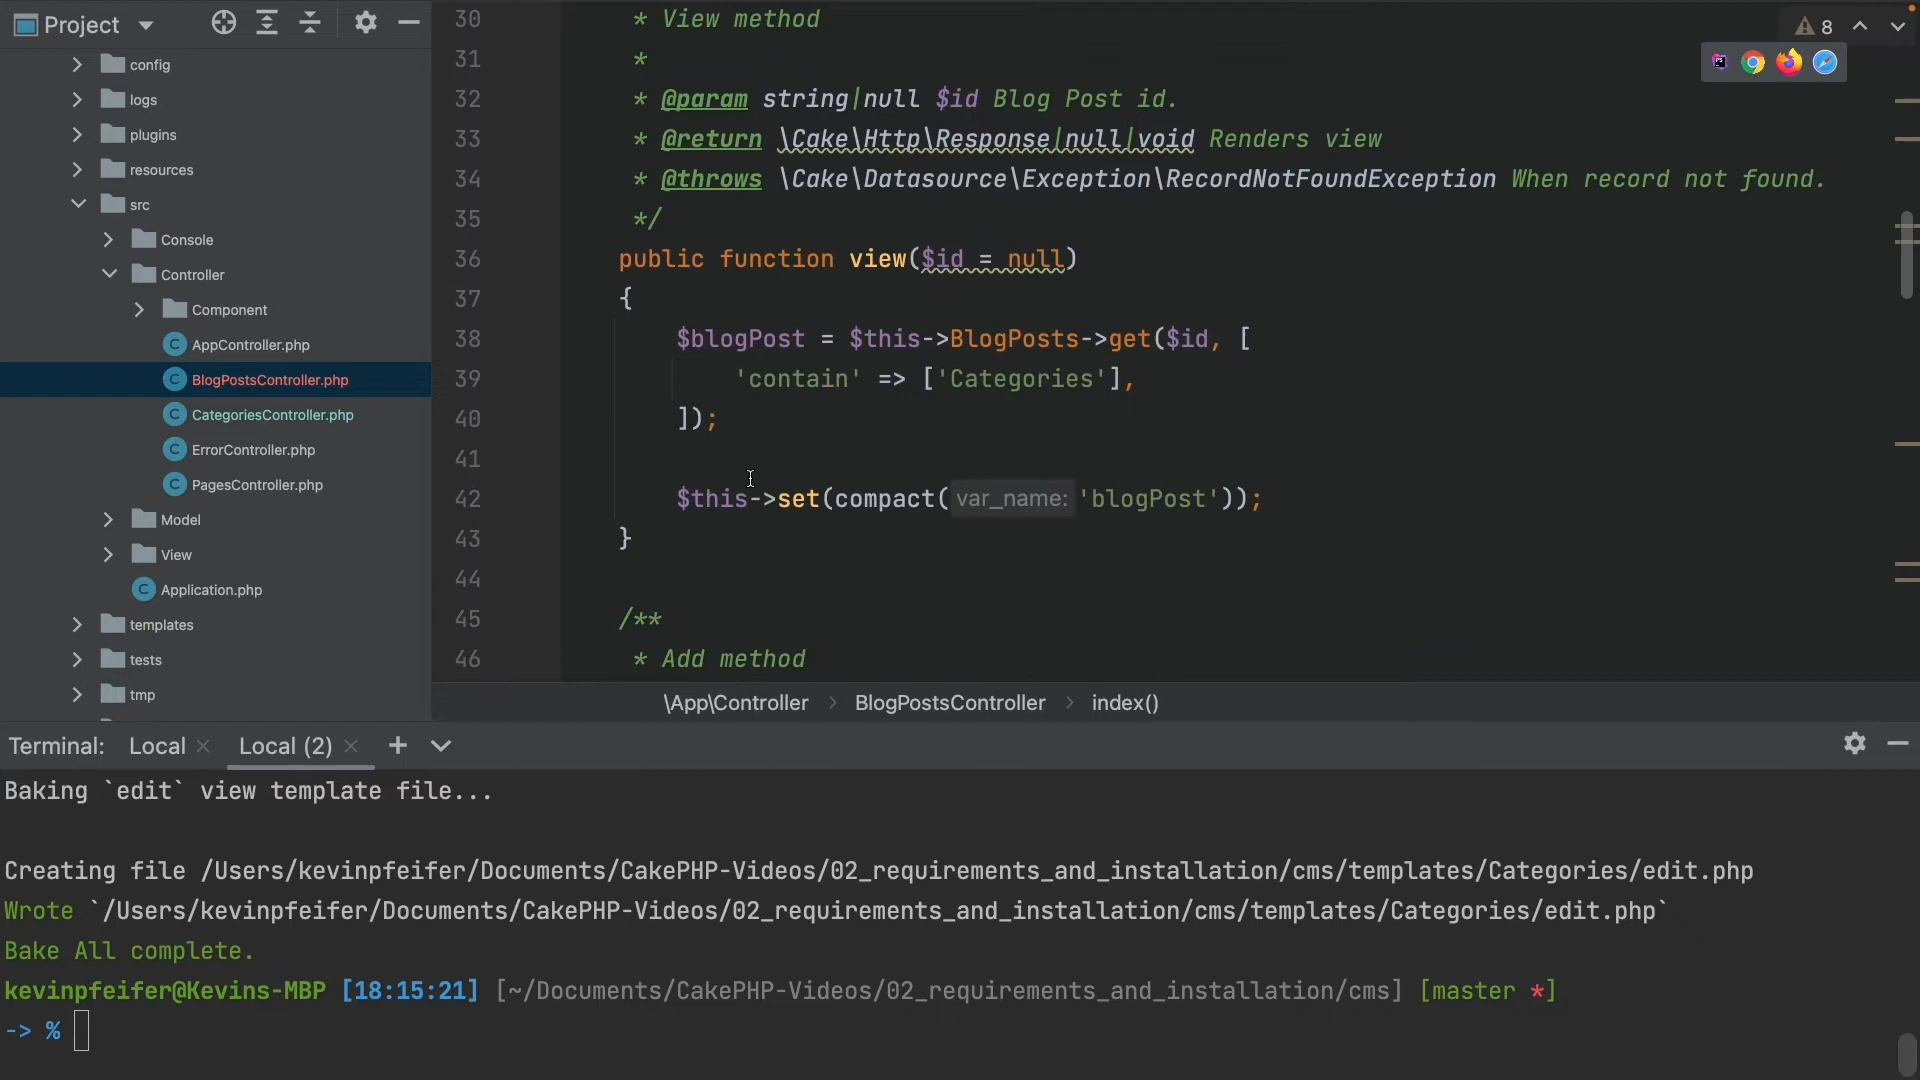 Project
config
logs
plugins
resources
src
Console
Controller
Component
AppController.php
BlogPostsController.php
CategoriesController.php
ErrorController.php
PagesController.php
Model
View
Application.php
templates
tests
tmp
8
30 * View method
31 *
32 * @param string|null $id Blog Post id.
33 * @return \Cake\Http\Response|null|void Renders view
34 * @throws \Cake\Datasource\Exception\RecordNotFoundException When record not found.
35 */
36 public function view($id = null)
37 {
38 $blogPost = $this->BlogPosts->get($id, [
39 'contain' => ['Categories'],
40 ]);
41
42 $this->set(compact( var_name: 'blogPost'));
43 }
44
45 /**
46 * Add method
\App\Controller > BlogPostsController > index()
Terminal: Local × Local (2) × +
Baking `edit` view template file...
Creating file /Users/kevinpfeifer/Documents/CakePHP-Videos/02_requirements_and_installation/cms/templates/Categories/edit.php
Wrote `/Users/kevinpfeifer/Documents/CakePHP-Videos/02_requirements_and_installation/cms/templates/Categories/edit.php`
Bake All complete.
kevinpfeifer@Kevins-MBP [18:15:21] [~/Documents/CakePHP-Videos/02_requirements_and_installation/cms] [master *]
-> %